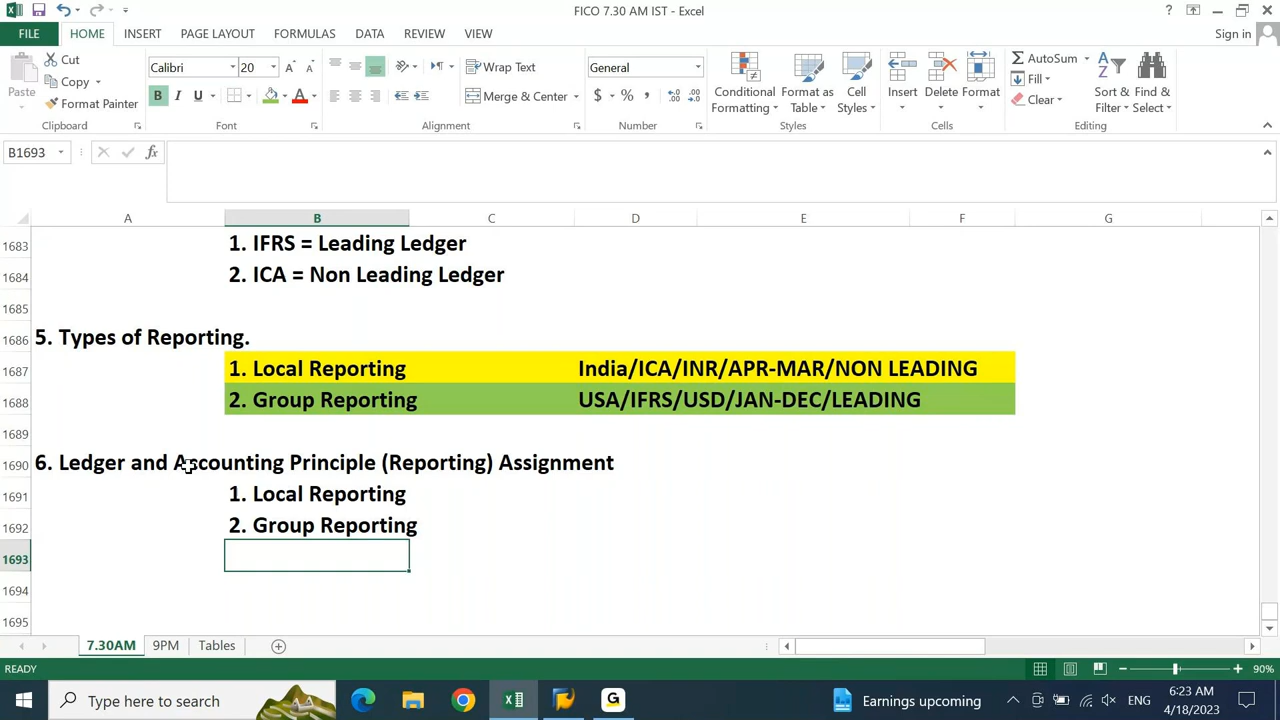 FICO 7.30 AM IST - Excel
? 
FILE HOME INSERT PAGE LAYOUT FORMULAS DATA REVIEW VIEW Sign in
Cut Calibri 20 Wrap Text General AutoSum
Copy Fill
Paste Format Painter B I U Merge & Center $ % Conditional Formatting Format as Table Cell Styles Insert Delete Format Clear Sort & Filter Find & Select
Clipboard Font Alignment Number Styles Cells Editing
B1693 fx
A B C D E F G
1683 1. IFRS = Leading Ledger
1684 2. ICA = Non Leading Ledger
1685
1686 5. Types of Reporting.
1687 1. Local Reporting India/ICA/INR/APR-MAR/NON LEADING
1688 2. Group Reporting USA/IFRS/USD/JAN-DEC/LEADING
1689
1690 6. Ledger and Accounting Principle (Reporting) Assignment
1691 1. Local Reporting
1692 2. Group Reporting
1693
1694
1695
7.30AM 9PM Tables
READY 90%
Type here to search Earnings upcoming ENG 6:23 AM
4/18/2023